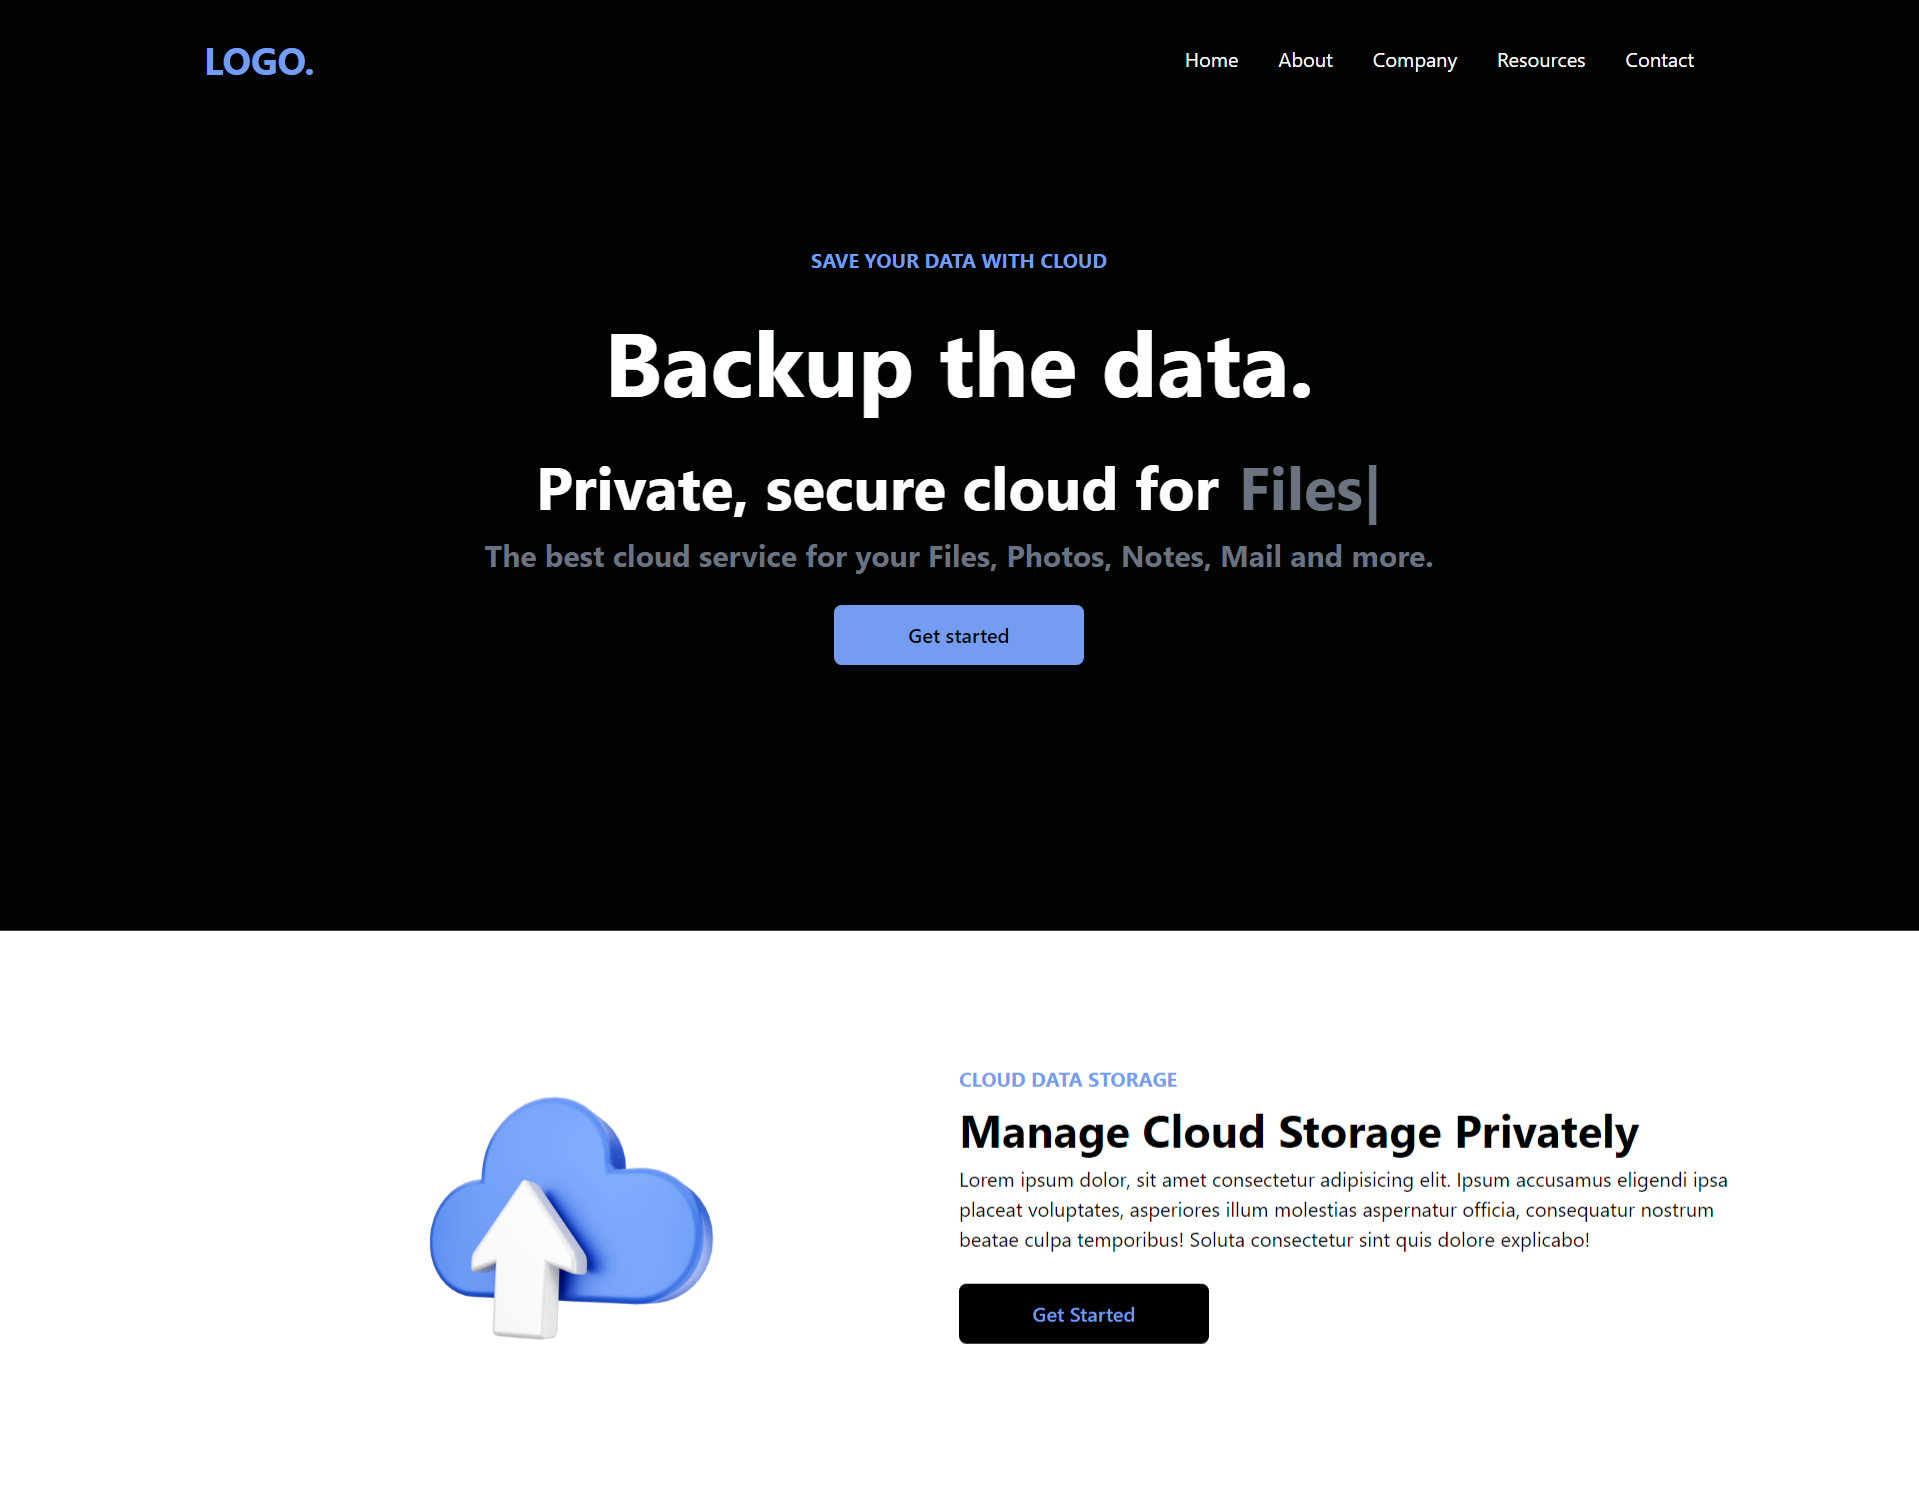 LOGO.
Home
About
Company
Resources
Contact
SAVE YOUR DATA WITH CLOUD
Backup the data.
Private, secure cloud for Files|
The best cloud service for your Files, Photos, Notes, Mail and more.
Get started
CLOUD DATA STORAGE
Manage Cloud Storage Privately
Lorem ipsum dolor, sit amet consectetur adipisicing elit. Ipsum accusamus eligendi ipsa
placeat voluptates, asperiores illum molestias aspernatur officia, consequatur nostrum
beatae culpa temporibus! Soluta consectetur sint quis dolore explicabo!
Get Started